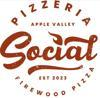 PIZZERIA
APPLE VALLEY
Social
EST 2023
FIREWOOD PIZZA